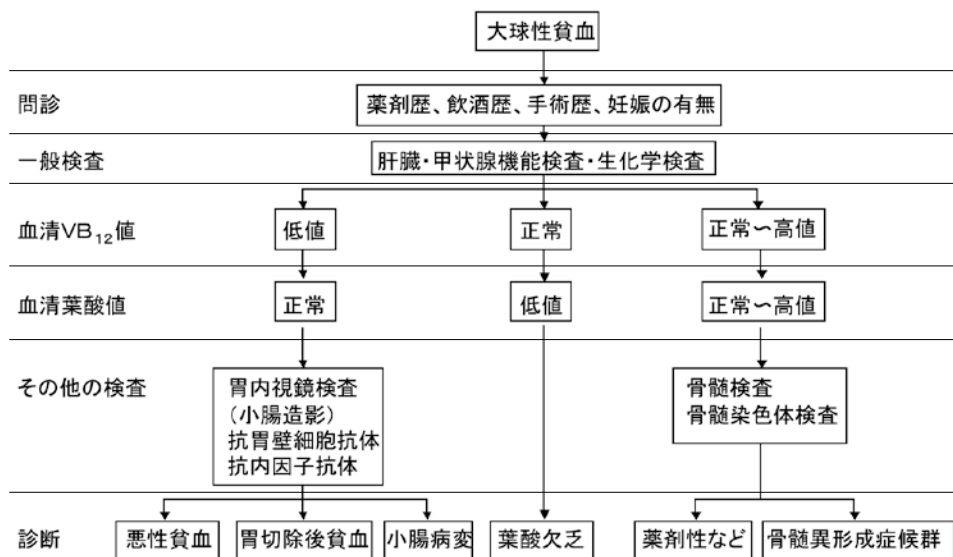 大球性貧血
問診
薬剤歴、飲酒歴、手術歴、妊娠の有無
一般検査
肝臓・甲状腺機能検査・生化学検査
血清VB₁₂値
低値
正常
正常〜高値
血清葉酸値
正常
低値
正常〜高値
その他の検査
胃内視鏡検査
(小腸造影)
抗胃壁細胞抗体
抗内因子抗体
骨髄検査
骨髄染色体検査
診断
悪性貧血
胃切除後貧血
小腸病変
葉酸欠乏
薬剤性など
骨髄異形成症候群